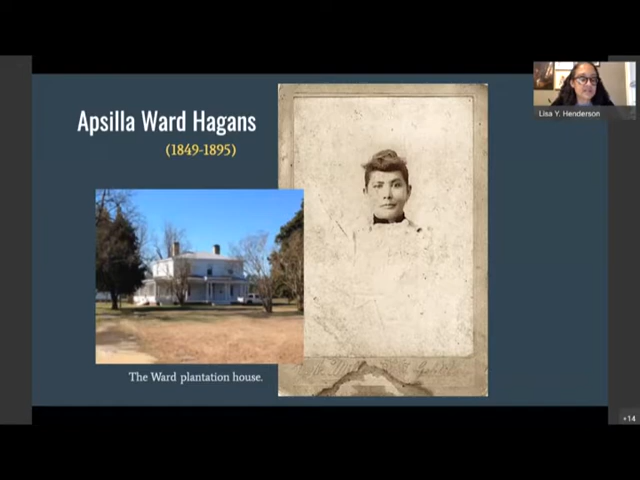 Apsilla Ward Hagans
(1849-1895)
Lisa Y. Henderson
The Ward plantation house.
+14